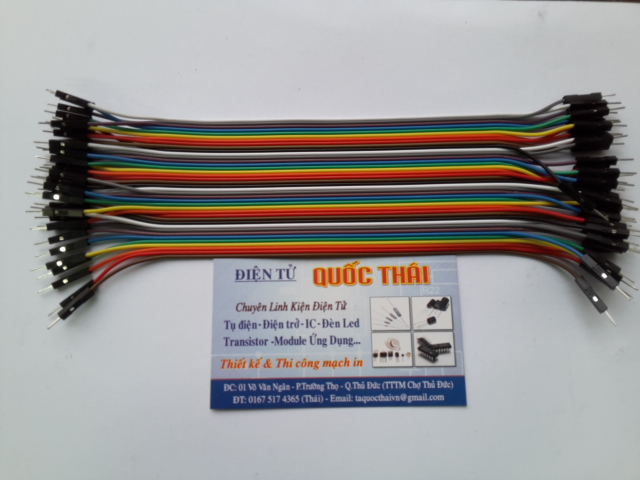 ĐIỆN TỬ QUỐC THÁI
Chuyên Linh Kiện Điện Tử
Tụ điện - Điện trở - IC - Đèn Led
Transistor -Module Ứng Dụng...
Thiết kế & Thi công mạch in
ĐC: 01 Võ Văn Ngân - P.Trường Thọ - Q.Thủ Đức (TTTM Chợ Thủ Đức)
ĐT: 0167 517 4365 (Thái) - Email: taquocthaivn@gmail.com